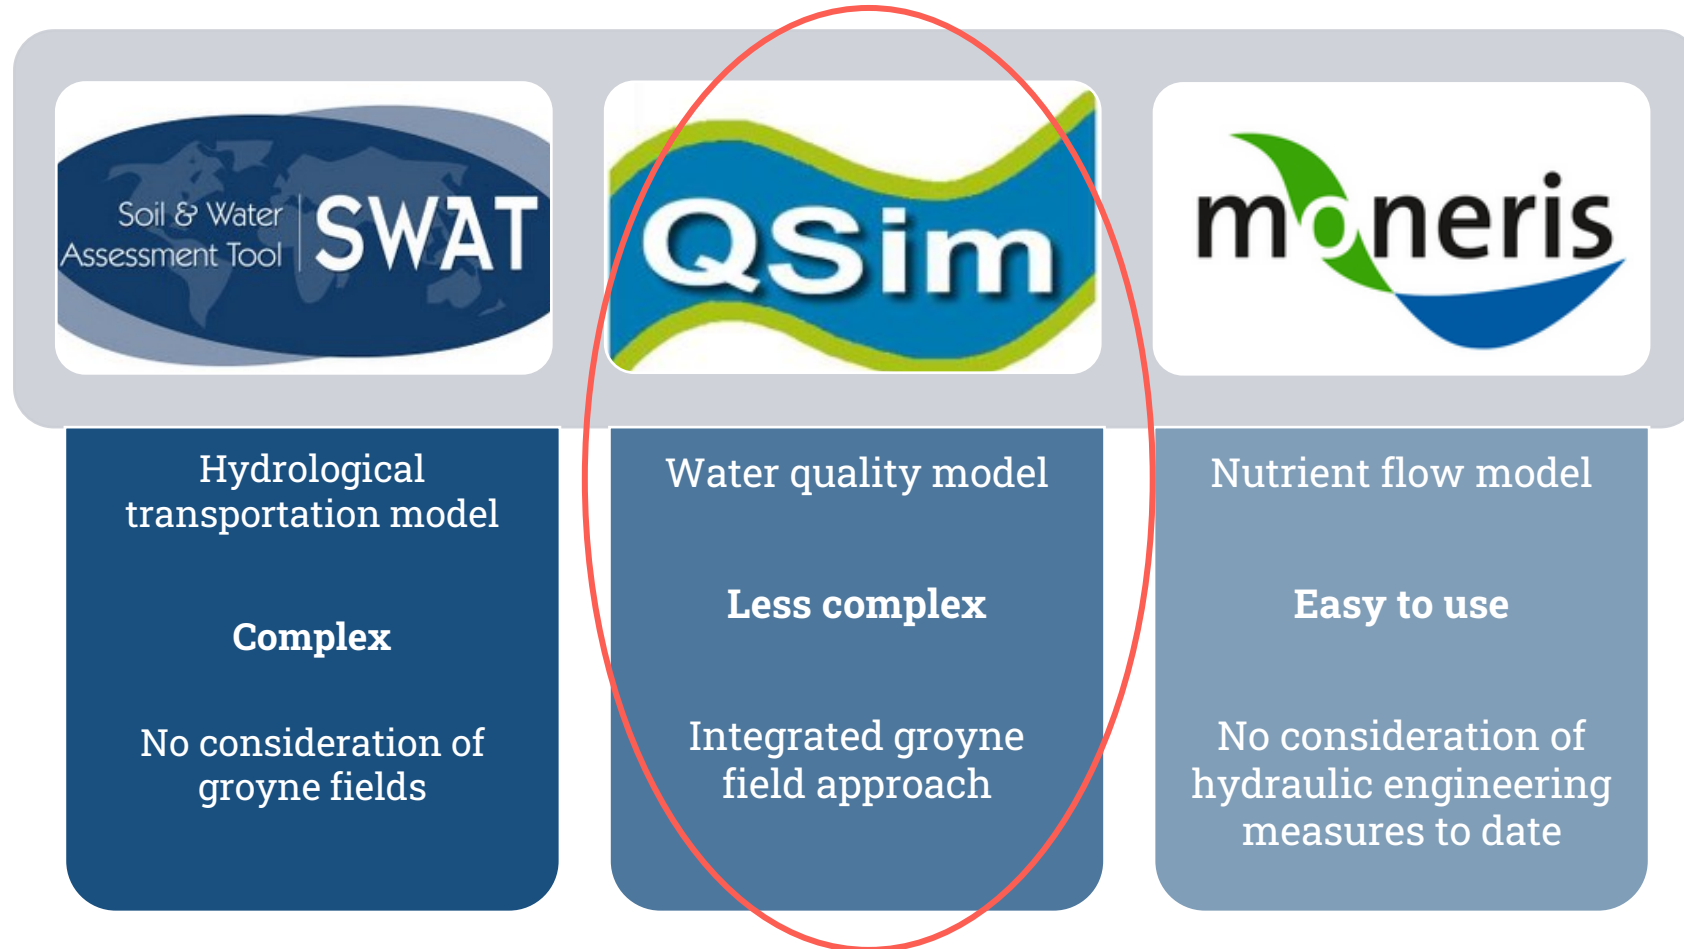 Soil & Water
Assessment Tool
SWAT
QSim
moneris
Hydrological
transportation model
Complex
No consideration of
groyne fields
Water quality model
Less complex
Integrated groyne
field approach
Nutrient flow model
Easy to use
No consideration of
hydraulic engineering
measures to date